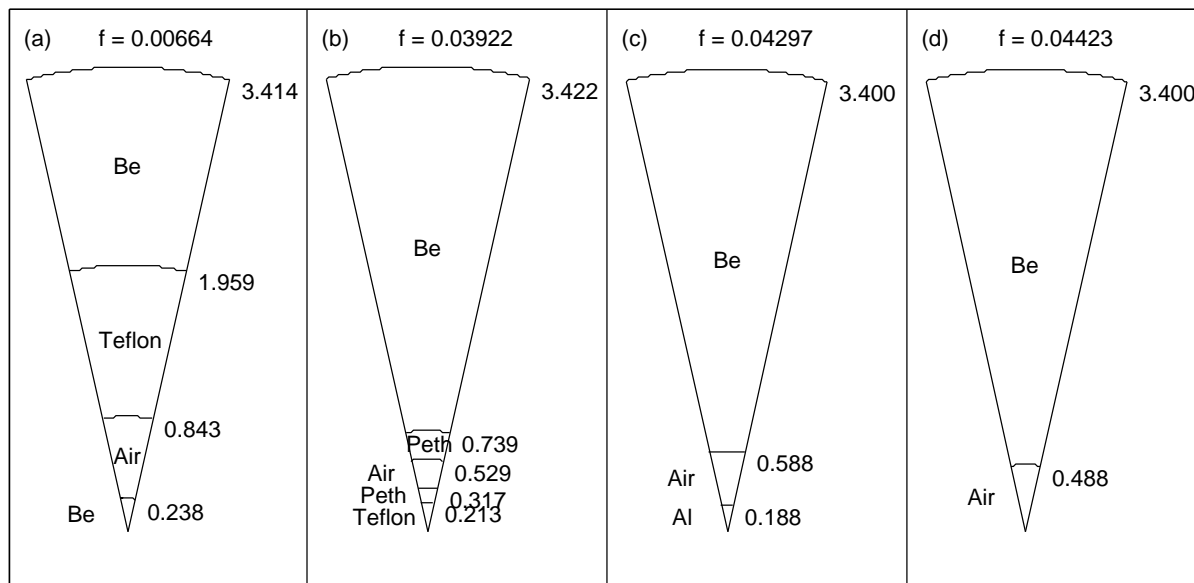 (a) f = 0.00664
3.414
Be
1.959
Teflon
0.843
Air
Be 0.238
(b) f = 0.03922
3.422
Be
Peth 0.739
Air 0.529
Peth 0.317
Teflon 0.213
(c) f = 0.04297
3.400
Be
0.588
Air
Al 0.188
(d) f = 0.04423
3.400
Be
0.488
Air